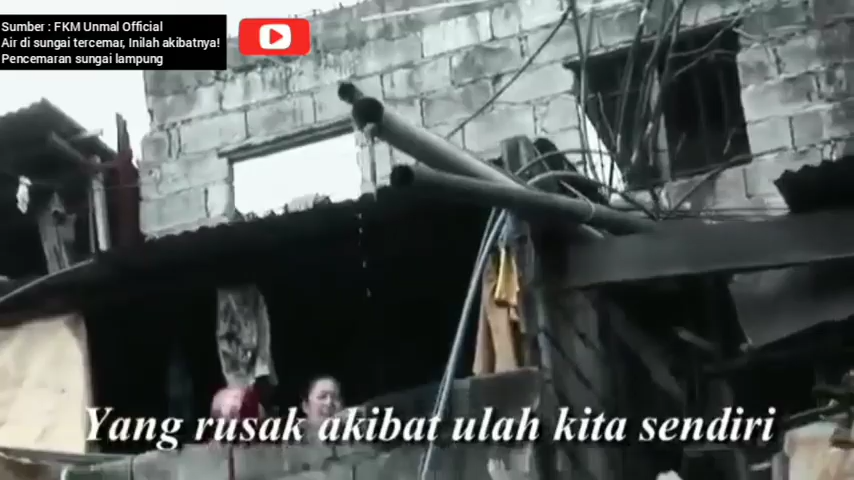 Sumber : FKM Unmal Official
Air di sungai tercemar, Inilah akibatnya!
Pencemaran sungai lampung
Yang rusak akibat ulah kita sendiri